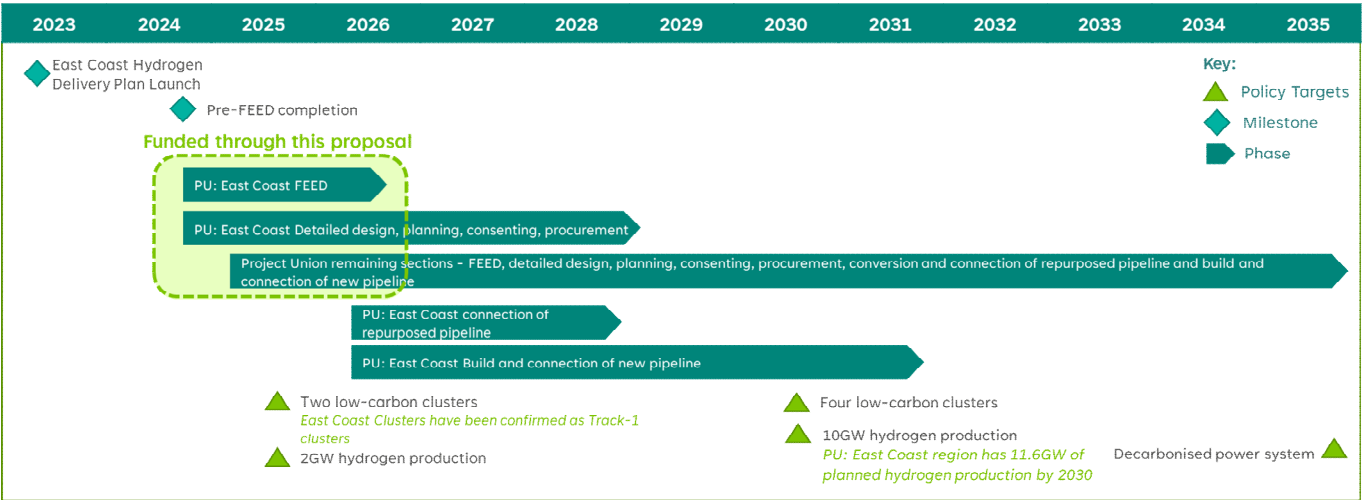 2023 2024 2025 2026 2027 2028 2029 2030 2031 2032 2033 2034 2035
East Coast Hydrogen
Delivery Plan Launch
Pre-FEED completion
Key:
Policy Targets
Milestone
Phase
Funded through this proposal
PU: East Coast FEED
PU: East Coast Detailed design, planning, consenting, procurement
Project Union remaining sections - FEED, detailed design, planning, consenting, procurement, conversion and connection of repurposed pipeline and build and
connection of new pipeline
PU: East Coast connection of
repurposed pipeline
PU: East Coast Build and connection of new pipeline
Two low-carbon clusters
East Coast Clusters have been confirmed as Track-1
clusters
2GW hydrogen production
Four low-carbon clusters
10GW hydrogen production
PU: East Coast region has 11.6GW of
planned hydrogen production by 2030
Decarbonised power system